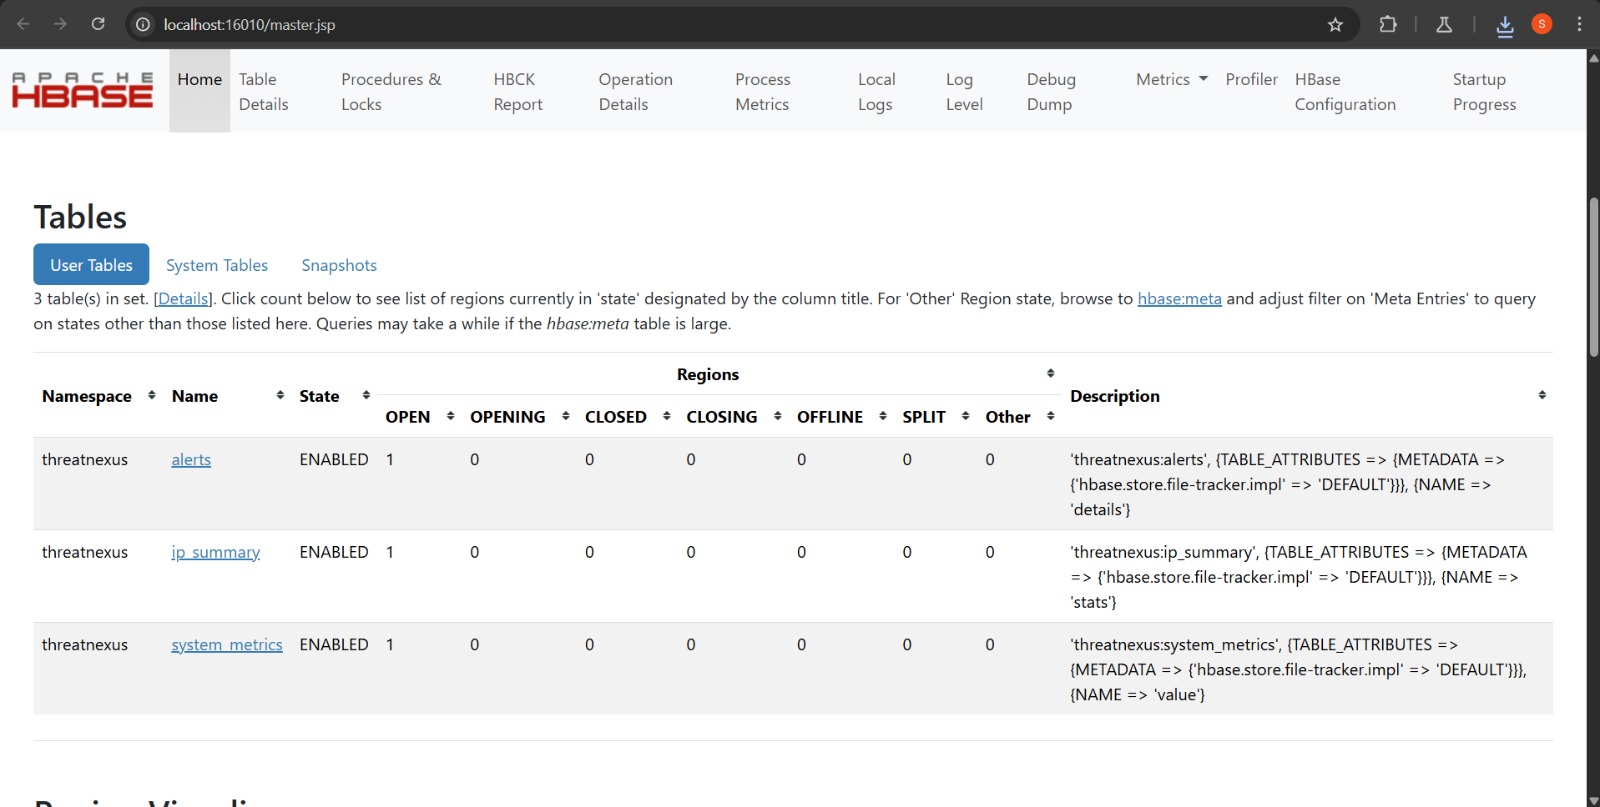 localhost:16010/master.jsp
S
APACHE
HBASE
Home
Table
Details
Procedures &
Locks
HBCK
Report
Operation
Details
Process
Metrics
Local
Logs
Log
Level
Debug
Dump
Metrics
Profiler
HBase
Configuration
Startup
Progress
Tables
User Tables System Tables Snapshots
3 table(s) in set. [Details]. Click count below to see list of regions currently in 'state' designated by the column title. For 'Other' Region state, browse to hbase:meta and adjust filter on 'Meta Entries' to query
on states other than those listed here. Queries may take a while if the hbase:meta table is large.
Namespace Name State Regions Description
OPEN OPENING CLOSED CLOSING OFFLINE SPLIT Other
threatnexus alerts ENABLED 1 0 0 0 0 0 0 'threatnexus:alerts', {TABLE_ATTRIBUTES => {METADATA =>
{'hbase.store.file-tracker.impl' => 'DEFAULT'}}}, {NAME =>
'details'}
threatnexus ip_summary ENABLED 1 0 0 0 0 0 0 'threatnexus:ip_summary', {TABLE_ATTRIBUTES => {METADATA
=> {'hbase.store.file-tracker.impl' => 'DEFAULT'}}}, {NAME =>
'stats'}
threatnexus system_metrics ENABLED 1 0 0 0 0 0 0 'threatnexus:system_metrics', {TABLE_ATTRIBUTES =>
{METADATA => {'hbase.store.file-tracker.impl' => 'DEFAULT'}}},
{NAME => 'value'}